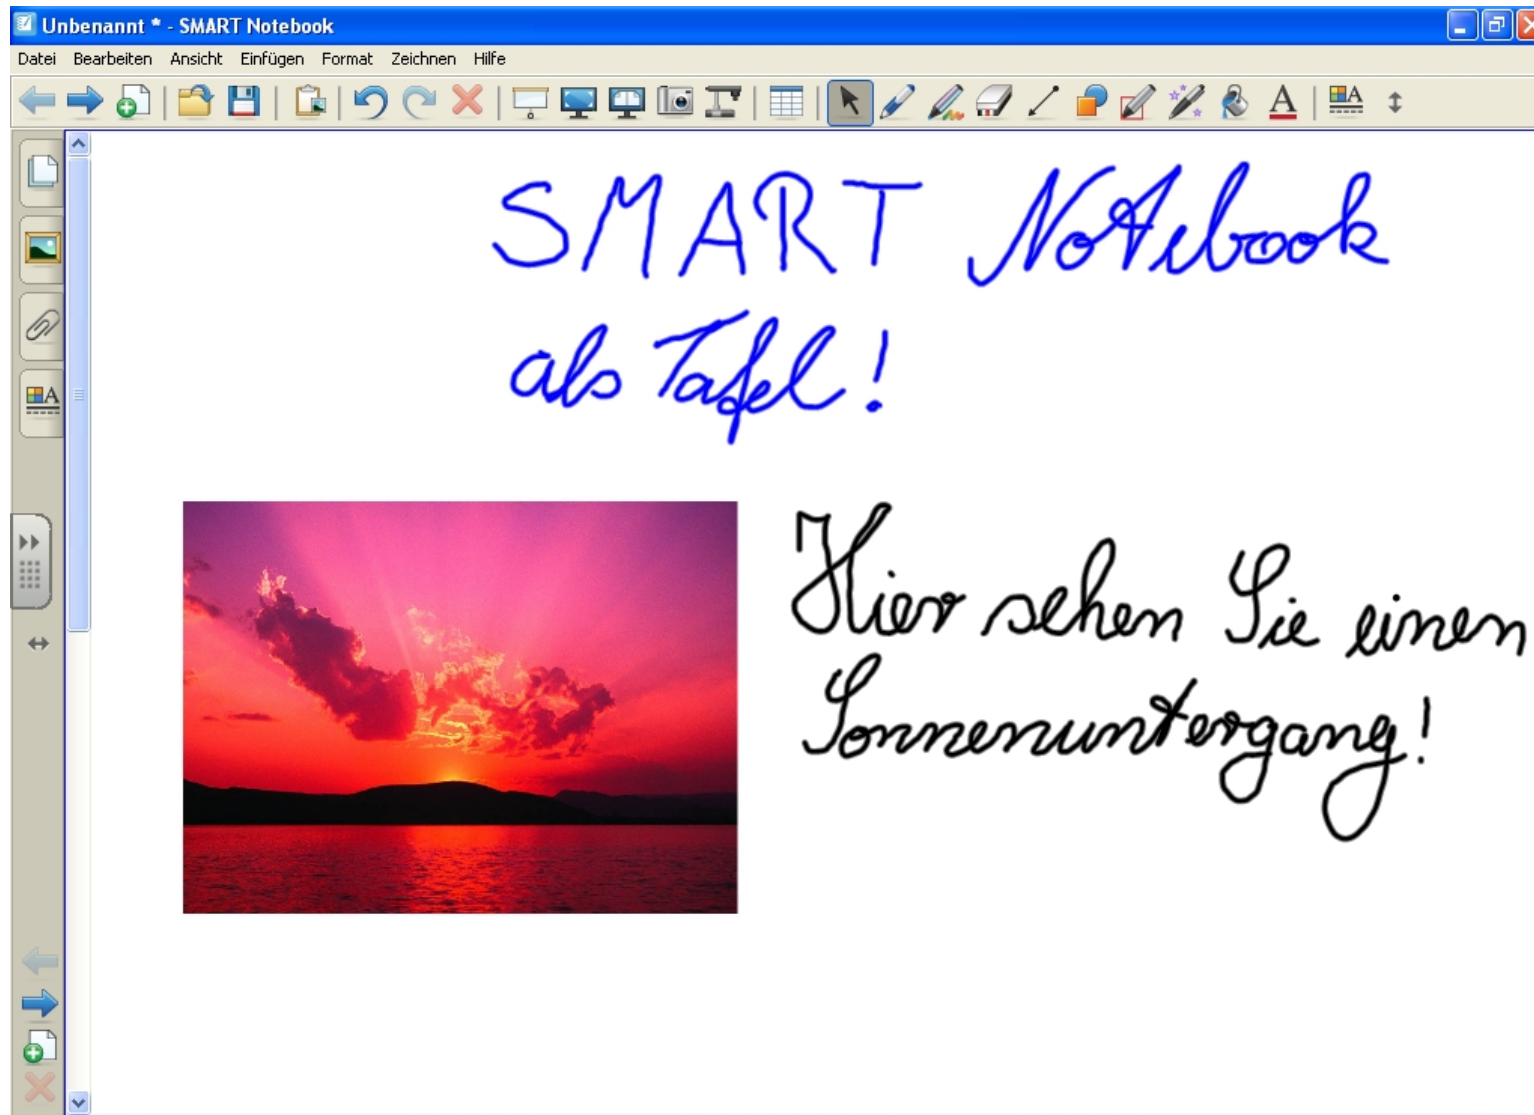 Unbenannt * - SMART Notebook
Datei Bearbeiten Ansicht Einfügen Format Zeichnen Hilfe
SMART Notebook
als Tafel!
Hier sehen Sie einen
Sonnenuntergang!